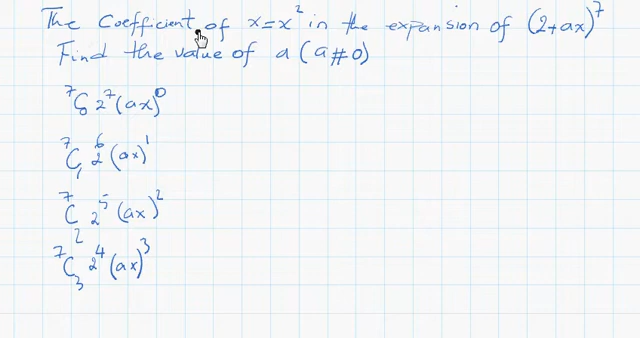 The Coefficient of x = x² in the expansion of (2+ax)⁷
Find the value of a (a≠0)
⁷C₀ 2⁷ (ax)⁰
⁷C₁ 2⁶ (ax)¹
⁷C₂ 2⁵ (ax)²
⁷C₃ 2⁴ (ax)³